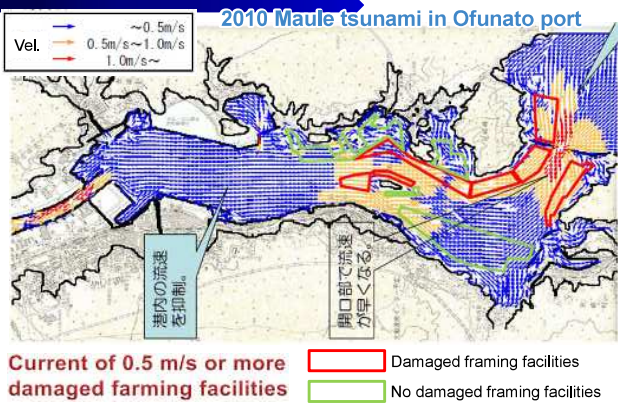 2010 Maule tsunami in Ofunato port
Vel.
~0.5m/s
0.5m/s~1.0m/s
1.0m/s~
港内の流速
を抑制。
開口部で流速
が早くなる。
Current of 0.5 m/s or more
damaged farming facilities
Damaged framing facilities
No damaged framing facilities